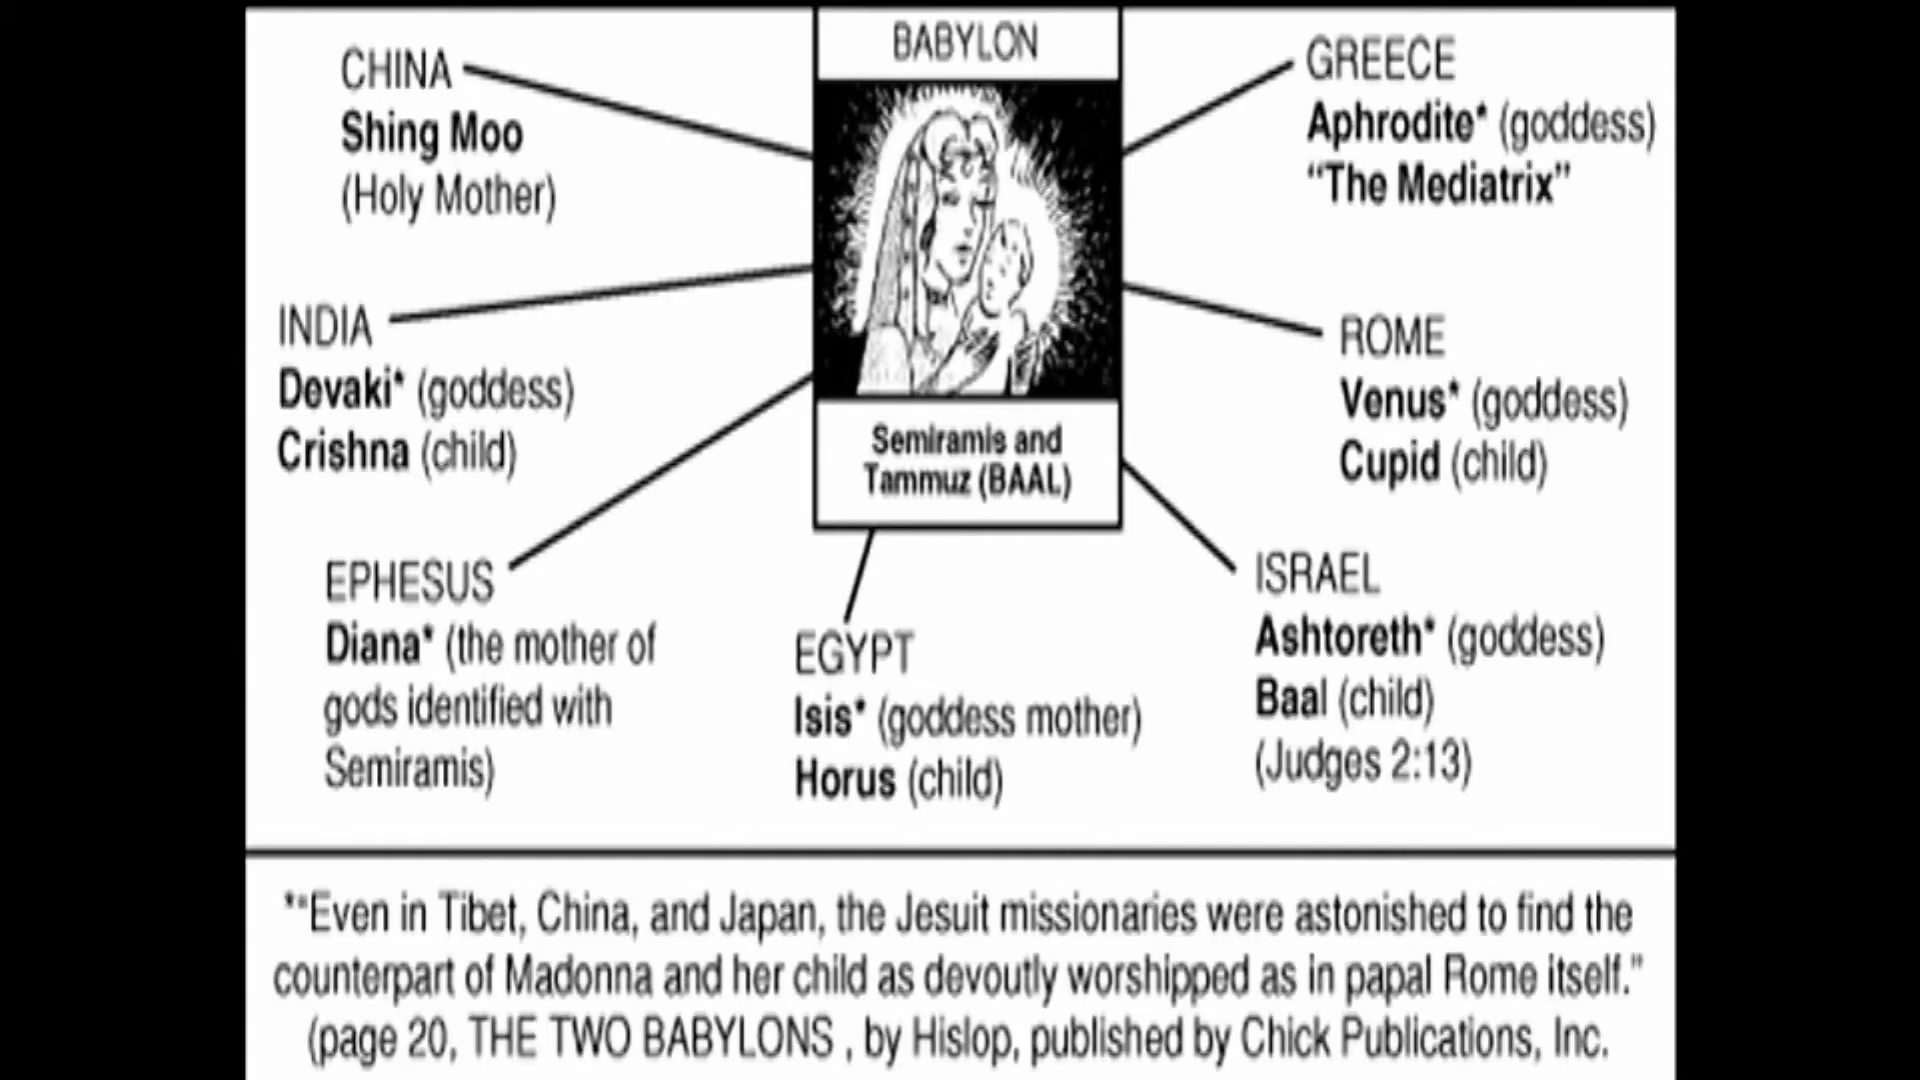 BABYLON
Semiramis and
Tammuz (BAAL)
CHINA
Shing Moo
(Holy Mother)
INDIA
Devaki* (goddess)
Crishna (child)
EPHESUS
Diana* (the mother of
gods identified with
Semiramis)
EGYPT
Isis* (goddess mother)
Horus (child)
GREECE
Aphrodite* (goddess)
“The Mediatrix”
ROME
Venus* (goddess)
Cupid (child)
ISRAEL
Ashtoreth* (goddess)
Baal (child)
(Judges 2:13)
*“Even in Tibet, China, and Japan, the Jesuit missionaries were astonished to find the
counterpart of Madonna and her child as devoutly worshipped as in papal Rome itself.”
(page 20, THE TWO BABYLONS , by Hislop, published by Chick Publications, Inc.